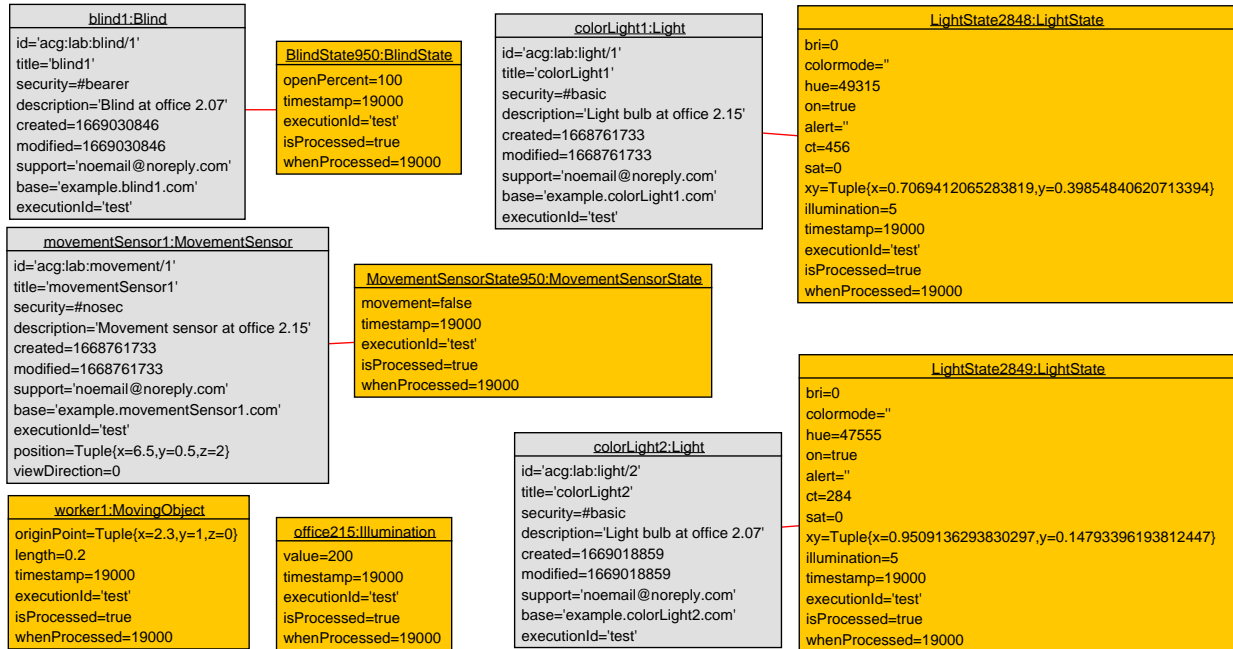 blind1:Blind
id='acg:lab:blind/1'
title='blind1'
security=#bearer
description='Blind at office 2.07'
created=1669030846
modified=1669030846
support='noemail@noreply.com'
base='example.blind1.com'
executionId='test'
BlindState950:BlindState
openPercent=100
timestamp=19000
executionId='test'
isProcessed=true
whenProcessed=19000
colorLight1:Light
id='acg:lab:light/1'
title='colorLight1'
security=#basic
description='Light bulb at office 2.15'
created=1668761733
modified=1668761733
support='noemail@noreply.com'
base='example.colorLight1.com'
executionId='test'
LightState2848:LightState
bri=0
colormode=''
hue=49315
on=true
alert=''
ct=456
sat=0
xy=Tuple{x=0.7069412065283819,y=0.39854840620713394}
illumination=5
timestamp=19000
executionId='test'
isProcessed=true
whenProcessed=19000
movementSensor1:MovementSensor
id='acg:lab:movement/1'
title='movementSensor1'
security=#nosec
description='Movement sensor at office 2.15'
created=1668761733
modified=1668761733
support='noemail@noreply.com'
base='example.movementSensor1.com'
executionId='test'
position=Tuple{x=6.5,y=0.5,z=2}
viewDirection=0
MovementSensorState950:MovementSensorState
movement=false
timestamp=19000
executionId='test'
isProcessed=true
whenProcessed=19000
colorLight2:Light
id='acg:lab:light/2'
title='colorLight2'
security=#basic
description='Light bulb at office 2.07'
created=1669018859
modified=1669018859
support='noemail@noreply.com'
base='example.colorLight2.com'
executionId='test'
LightState2849:LightState
bri=0
colormode=''
hue=47555
on=true
alert=''
ct=284
sat=0
xy=Tuple{x=0.9509136293830297,y=0.14793396193812447}
illumination=5
timestamp=19000
executionId='test'
isProcessed=true
whenProcessed=19000
worker1:MovingObject
originPoint=Tuple{x=2.3,y=1,z=0}
length=0.2
timestamp=19000
executionId='test'
isProcessed=true
whenProcessed=19000
office215:Illumination
value=200
timestamp=19000
executionId='test'
isProcessed=true
whenProcessed=19000